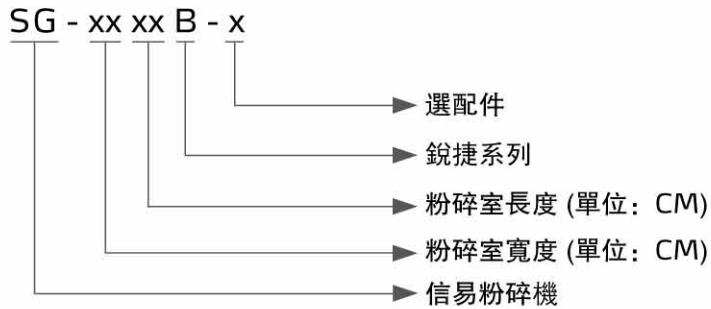 SG - xx xx B - x
選配件
銳捷系列
粉碎室長度 (單位：CM)
粉碎室寬度 (單位：CM)
信易粉碎機